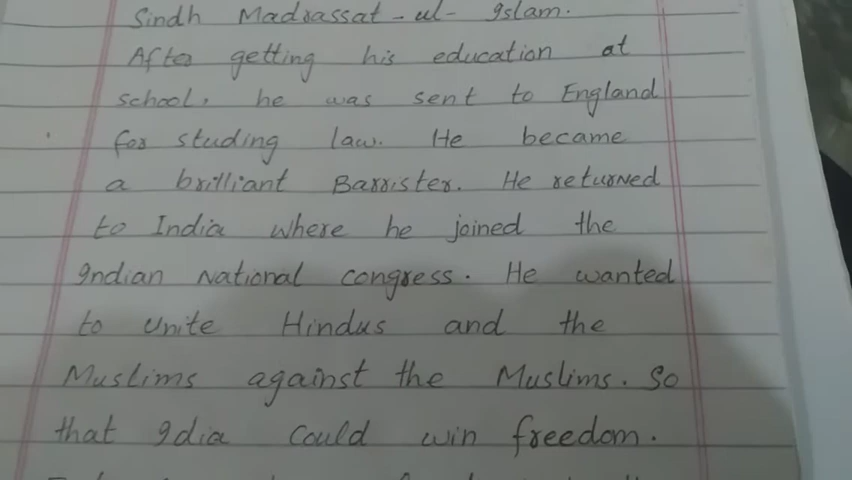 Sindh Madrassat-ul-Islam.
After getting his education at
school, he was sent to England
for studing law. He became
a brilliant Barrister. He returned
to India where he joined the
Indian National congress. He wanted
to unite Hindus and the
Muslims against the Muslims. So
that Idia could win freedom.